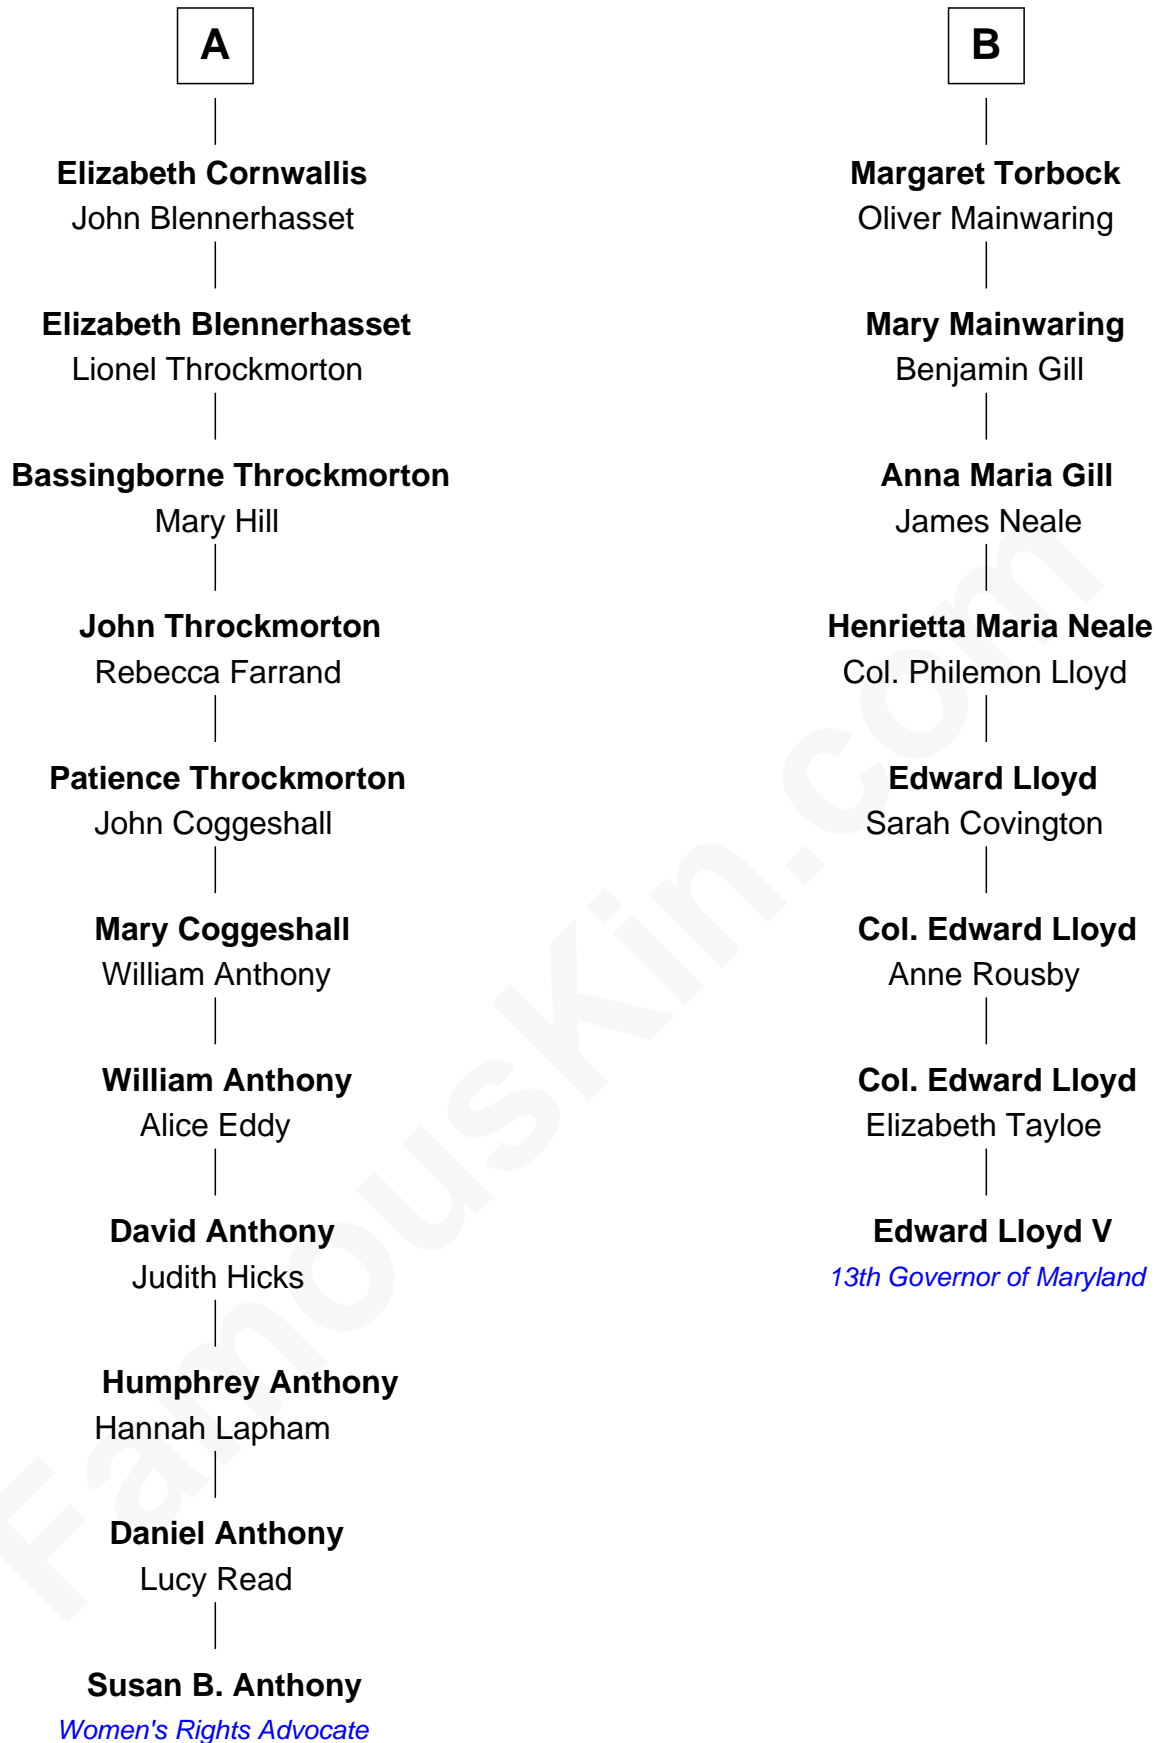 A
Elizabeth Cornwallis
John Blennerhasset
Elizabeth Blennerhasset
Lionel Throckmorton
Bassingborne Throckmorton
Mary Hill
John Throckmorton
Rebecca Farrand
Patience Throckmorton
John Coggeshall
Mary Coggeshall
William Anthony
William Anthony
Alice Eddy
David Anthony
Judith Hicks
Humphrey Anthony
Hannah Lapham
Daniel Anthony
Lucy Read
Susan B. Anthony
Women's Rights Advocate
B
Margaret Torbock
Oliver Mainwaring
Mary Mainwaring
Benjamin Gill
Anna Maria Gill
James Neale
Henrietta Maria Neale
Col. Philemon Lloyd
Edward Lloyd
Sarah Covington
Col. Edward Lloyd
Anne Rousby
Col. Edward Lloyd
Elizabeth Tayloe
Edward Lloyd V
13th Governor of Maryland
FamousKin.com